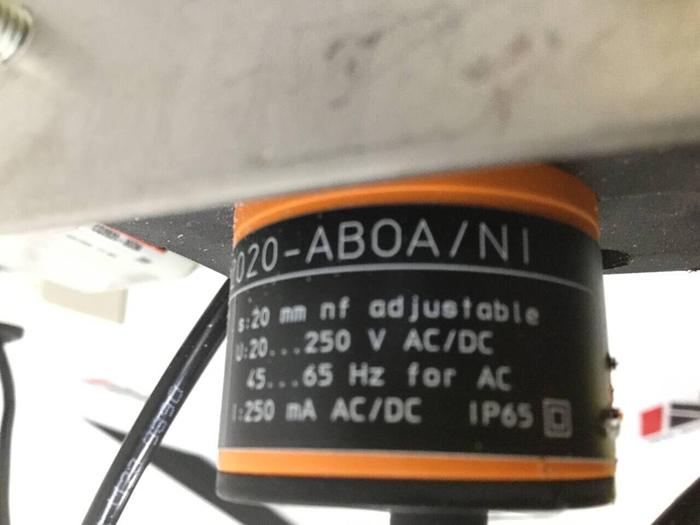 020-ABOA/NI
s:20 mm nf adjustable
U:20...250 V AC/DC
45...65 Hz for AC
I:250 mA AC/DC IP65